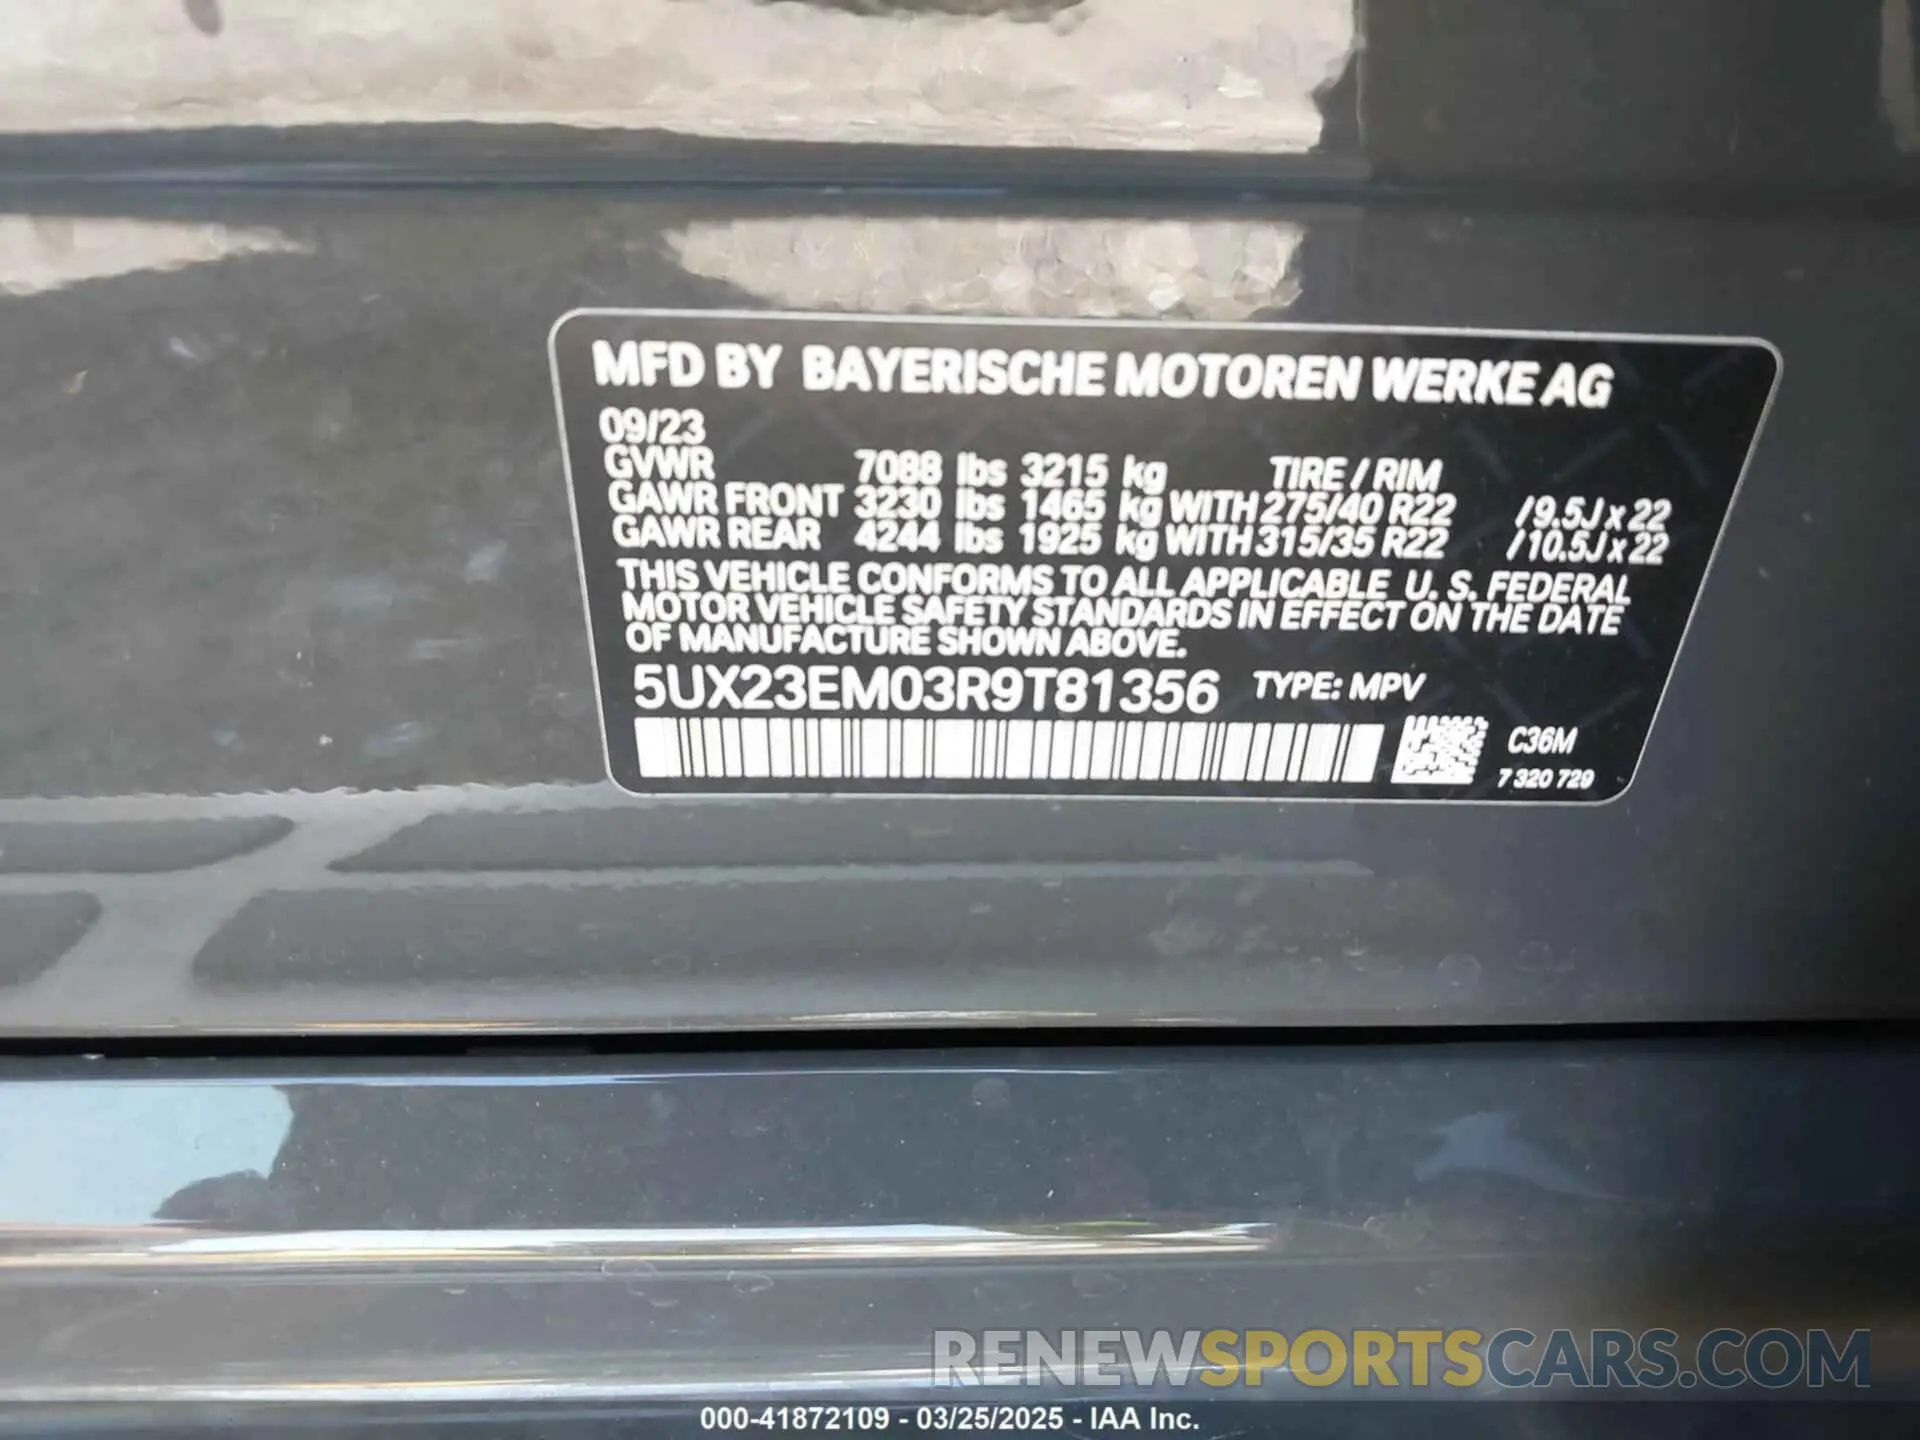 MFD BY BAYERISCHE MOTOREN WERKE AG
09/23
GVWR 7088 lbs 3215 kg TIRE / RIM
GAWR FRONT 3230 lbs 1465 kg WITH 275/40 R22 / 9.5J x 22
GAWR REAR 4244 lbs 1925 kg WITH 315/35 R22 / 10.5J x 22
THIS VEHICLE CONFORMS TO ALL APPLICABLE U. S. FEDERAL
MOTOR VEHICLE SAFETY STANDARDS IN EFFECT ON THE DATE
OF MANUFACTURE SHOWN ABOVE.
5UX23EM03R9T81356 TYPE: MPV
C36M
7 320 729
RENEWSPORTSCARS.COM
000-41872109 - 03/25/2025 - IAA Inc.